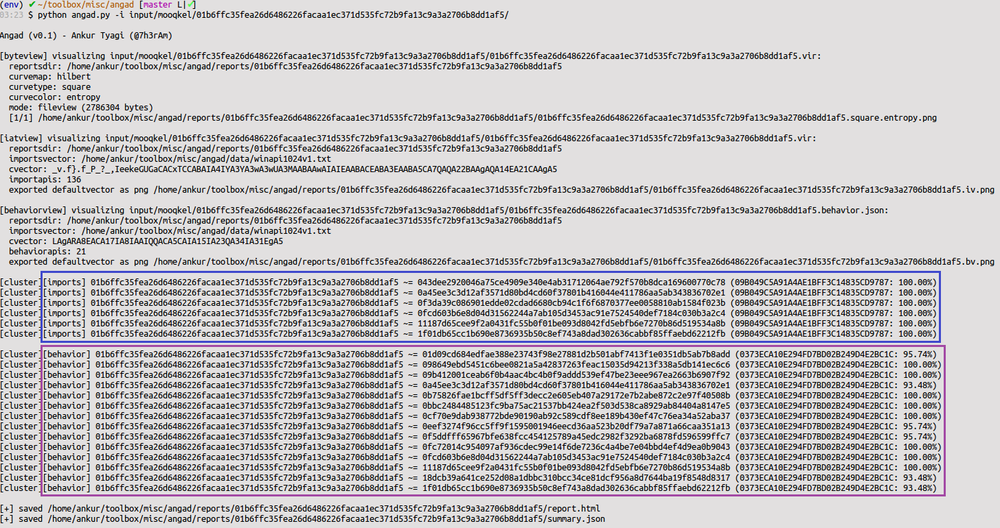 (env) ✔ ~/toolbox/misc/angad [master L|✔]
03:23 $ python angad.py -i input/mooqkel/01b6ffc35fea26d6486226facaa1ec371d535fc72b9fa13c9a3a2706b8dd1af5/
Angad (v0.1) - Ankur Tyagi (@7h3rAm)
[byteview] visualizing input/mooqkel/01b6ffc35fea26d6486226facaa1ec371d535fc72b9fa13c9a3a2706b8dd1af5/01b6ffc35fea26d6486226facaa1ec371d535fc72b9fa13c9a3a2706b8dd1af5.vir:
reportsdir: /home/ankur/toolbox/misc/angad/reports/01b6ffc35fea26d6486226facaa1ec371d535fc72b9fa13c9a3a2706b8dd1af5
curvemap: hilbert
curvetype: square
curvecolor: entropy
mode: fileview (2786304 bytes)
[1/1] /home/ankur/toolbox/misc/angad/reports/01b6ffc35fea26d6486226facaa1ec371d535fc72b9fa13c9a3a2706b8dd1af5/01b6ffc35fea26d6486226facaa1ec371d535fc72b9fa13c9a3a2706b8dd1af5.square.entropy.png
[iatview] visualizing input/mooqkel/01b6ffc35fea26d6486226facaa1ec371d535fc72b9fa13c9a3a2706b8dd1af5/01b6ffc35fea26d6486226facaa1ec371d535fc72b9fa13c9a3a2706b8dd1af5.vir:
reportsdir: /home/ankur/toolbox/misc/angad/reports/01b6ffc35fea26d6486226facaa1ec371d535fc72b9fa13c9a3a2706b8dd1af5
importsvector: /home/ankur/toolbox/misc/angad/data/winapi1024v1.txt
cvector: _v.f}.f_P_?_,IeekeGUGaCACxTCCABAIA4IYA3YA3wA3wUA3MAABAAwAIAIEAABACEABA3EAABA5CA7QAQA22BAAgAQA14EA21CAAgA5
importapis: 136
exported defaultvector as png /home/ankur/toolbox/misc/angad/reports/01b6ffc35fea26d6486226facaa1ec371d535fc72b9fa13c9a3a2706b8dd1af5/01b6ffc35fea26d6486226facaa1ec371d535fc72b9fa13c9a3a2706b8dd1af5.iv.png
[behaviorview] visualizing input/mooqkel/01b6ffc35fea26d6486226facaa1ec371d535fc72b9fa13c9a3a2706b8dd1af5/01b6ffc35fea26d6486226facaa1ec371d535fc72b9fa13c9a3a2706b8dd1af5.behavior.json:
reportsdir: /home/ankur/toolbox/misc/angad/reports/01b6ffc35fea26d6486226facaa1ec371d535fc72b9fa13c9a3a2706b8dd1af5
importsvector: /home/ankur/toolbox/misc/angad/data/winapi1024v1.txt
cvector: LAgARA8EACA17IA8IAAIQQACA5CAIA15IA23QA34IA31EgA5
behaviorapis: 21
exported defaultvector as png /home/ankur/toolbox/misc/angad/reports/01b6ffc35fea26d6486226facaa1ec371d535fc72b9fa13c9a3a2706b8dd1af5/01b6ffc35fea26d6486226facaa1ec371d535fc72b9fa13c9a3a2706b8dd1af5.bv.png
[cluster][imports] 01b6ffc35fea26d6486226facaa1ec371d535fc72b9fa13c9a3a2706b8dd1af5 ~= 043dee2920046a75ce4909e340e4ab31712064ae792f570b8dca169600770c78 (09B049C5A91A4AE1BFF3C14835CD9787: 100.00%)
[cluster][imports] 01b6ffc35fea26d6486226facaa1ec371d535fc72b9fa13c9a3a2706b8dd1af5 ~= 0a45ee3c3d12af3571d80bd4cd60f37801b416044e411786aa5ab343836702e1 (09B049C5A91A4AE1BFF3C14835CD9787: 100.00%)
[cluster][imports] 01b6ffc35fea26d6486226facaa1ec371d535fc72b9fa13c9a3a2706b8dd1af5 ~= 0f3da39c086901edde02cdad6680cb94c1f6f6870377ee0058810ab1584f023b (09B049C5A91A4AE1BFF3C14835CD9787: 100.00%)
[cluster][imports] 01b6ffc35fea26d6486226facaa1ec371d535fc72b9fa13c9a3a2706b8dd1af5 ~= 0fcd603b6e8d04d31562244a7ab105d3453ac91e7524540def7184c030b3a2c4 (09B049C5A91A4AE1BFF3C14835CD9787: 100.00%)
[cluster][imports] 01b6ffc35fea26d6486226facaa1ec371d535fc72b9fa13c9a3a2706b8dd1af5 ~= 11187d65cee9f2a0431fc55b0f01be093d8042fd5ebfb6e7270b86d519534a8b (09B049C5A91A4AE1BFF3C14835CD9787: 100.00%)
[cluster][imports] 01b6ffc35fea26d6486226facaa1ec371d535fc72b9fa13c9a3a2706b8dd1af5 ~= 1f01db65cc1b690e8736935b50c8ef743a8dad302636cabbf85ffaebd62212fb (09B049C5A91A4AE1BFF3C14835CD9787: 100.00%)
[cluster][behavior] 01b6ffc35fea26d6486226facaa1ec371d535fc72b9fa13c9a3a2706b8dd1af5 ~= 01d09cd684edfae388e23743f98e27881d2b501abf7413f1e0351db5ab7b8add (0373ECA10E294FD7BD02B249D4E2BC1C: 95.74%)
[cluster][behavior] 01b6ffc35fea26d6486226facaa1ec371d535fc72b9fa13c9a3a2706b8dd1af5 ~= 098649ebd5451c6bee0821a5a42837263feac15035d94213f338a5db141ec6c6 (0373ECA10E294FD7BD02B249D4E2BC1C: 100.00%)
[cluster][behavior] 01b6ffc35fea26d6486226facaa1ec371d535fc72b9fa13c9a3a2706b8dd1af5 ~= 09b412001ceab6f0b4aac4bc4b0f9addd539ef47be23eee967ea2663b6907f92 (0373ECA10E294FD7BD02B249D4E2BC1C: 100.00%)
[cluster][behavior] 01b6ffc35fea26d6486226facaa1ec371d535fc72b9fa13c9a3a2706b8dd1af5 ~= 0a45ee3c3d12af3571d80bd4cd60f37801b416044e411786aa5ab343836702e1 (0373ECA10E294FD7BD02B249D4E2BC1C: 93.48%)
[cluster][behavior] 01b6ffc35fea26d6486226facaa1ec371d535fc72b9fa13c9a3a2706b8dd1af5 ~= 0b75826fae1bcff5df5ff3decc2e605eb407a29172e7b2abe872c2e97f40508b (0373ECA10E294FD7BD02B249D4E2BC1C: 100.00%)
[cluster][behavior] 01b6ffc35fea26d6486226facaa1ec371d535fc72b9fa13c9a3a2706b8dd1af5 ~= 0bbc2484485123fc9ba75ac21537bb424ea2f503d538ca8929ab84404a8147e5 (0373ECA10E294FD7BD02B249D4E2BC1C: 100.00%)
[cluster][behavior] 01b6ffc35fea26d6486226facaa1ec371d535fc72b9fa13c9a3a2706b8dd1af5 ~= 0cf70e9dab938772bde90190ab92c589cdf8ee189b430ef47c76ea34a52aba37 (0373ECA10E294FD7BD02B249D4E2BC1C: 100.00%)
[cluster][behavior] 01b6ffc35fea26d6486226facaa1ec371d535fc72b9fa13c9a3a2706b8dd1af5 ~= 0eef3274f96cc5ff9f1595001946eecd36aa523b20df79a7a871a66caa351a13 (0373ECA10E294FD7BD02B249D4E2BC1C: 95.74%)
[cluster][behavior] 01b6ffc35fea26d6486226facaa1ec371d535fc72b9fa13c9a3a2706b8dd1af5 ~= 0f5ddfff65967bfe638fcc454125789a45edc2982f3292ba6878fd596599ffc7 (0373ECA10E294FD7BD02B249D4E2BC1C: 95.74%)
[cluster][behavior] 01b6ffc35fea26d6486226facaa1ec371d535fc72b9fa13c9a3a2706b8dd1af5 ~= 0fc72014c954097af936cdec99e14f6de7236c4a4be7e04bbd4ef4d9ea0b9043 (0373ECA10E294FD7BD02B249D4E2BC1C: 100.00%)
[cluster][behavior] 01b6ffc35fea26d6486226facaa1ec371d535fc72b9fa13c9a3a2706b8dd1af5 ~= 0fcd603b6e8d04d31562244a7ab105d3453ac91e7524540def7184c030b3a2c4 (0373ECA10E294FD7BD02B249D4E2BC1C: 100.00%)
[cluster][behavior] 01b6ffc35fea26d6486226facaa1ec371d535fc72b9fa13c9a3a2706b8dd1af5 ~= 11187d65cee9f2a0431fc55b0f01be093d8042fd5ebfb6e7270b86d519534a8b (0373ECA10E294FD7BD02B249D4E2BC1C: 100.00%)
[cluster][behavior] 01b6ffc35fea26d6486226facaa1ec371d535fc72b9fa13c9a3a2706b8dd1af5 ~= 18dcb39a641ce252d08a1dbbc310bcc34ce81dcf956a8d7644ba19f8548d8317 (0373ECA10E294FD7BD02B249D4E2BC1C: 93.48%)
[cluster][behavior] 01b6ffc35fea26d6486226facaa1ec371d535fc72b9fa13c9a3a2706b8dd1af5 ~= 1f01db65cc1b690e8736935b50c8ef743a8dad302636cabbf85ffaebd62212fb (0373ECA10E294FD7BD02B249D4E2BC1C: 93.48%)
[+] saved /home/ankur/toolbox/misc/angad/reports/01b6ffc35fea26d6486226facaa1ec371d535fc72b9fa13c9a3a2706b8dd1af5/report.html
[+] saved /home/ankur/toolbox/misc/angad/reports/01b6ffc35fea26d6486226facaa1ec371d535fc72b9fa13c9a3a2706b8dd1af5/summary.json